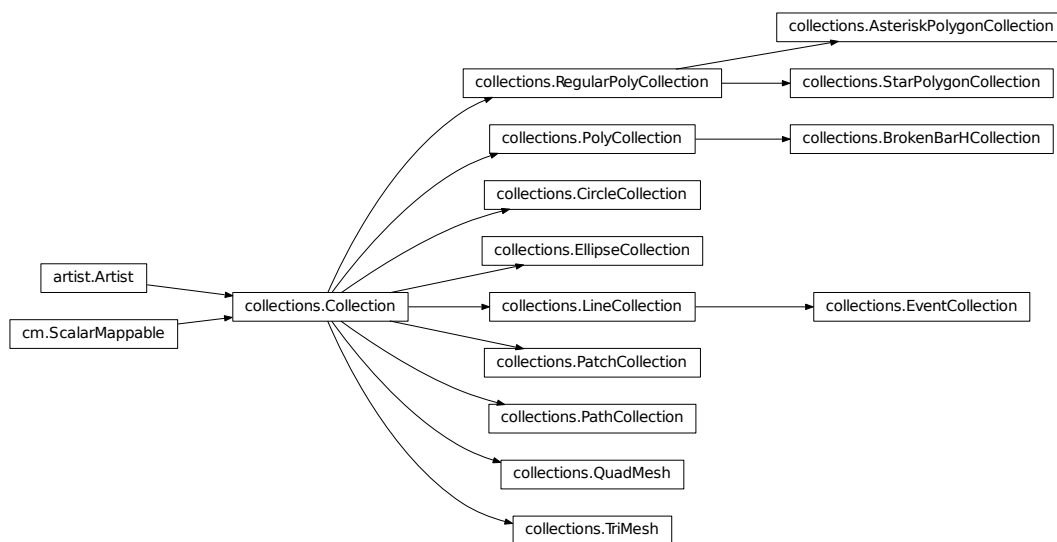 collections.AsteriskPolygonCollection
collections.RegularPolyCollection
collections.StarPolygonCollection
collections.PolyCollection
collections.BrokenBarHCollection
collections.CircleCollection
collections.EllipseCollection
artist.Artist
collections.Collection
collections.LineCollection
collections.EventCollection
cm.ScalarMappable
collections.PatchCollection
collections.PathCollection
collections.QuadMesh
collections.TriMesh